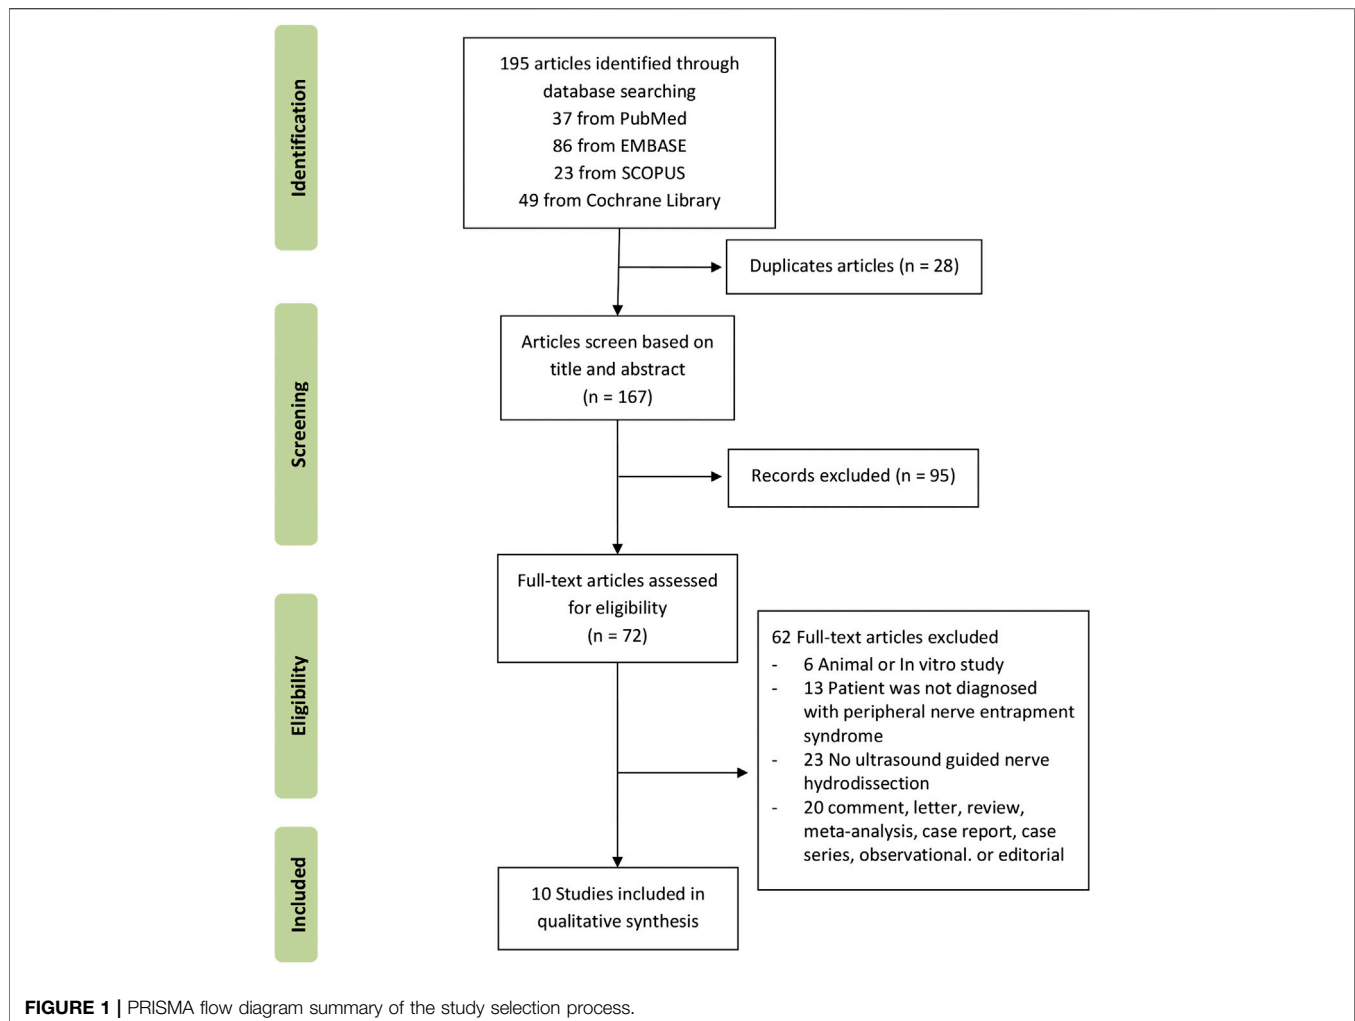 Identification
195 articles identified through
database searching
37 from PubMed
86 from EMBASE
23 from SCOPUS
49 from Cochrane Library
Duplicates articles (n = 28)
Screening
Articles screen based on
title and abstract
(n = 167)
Records excluded (n = 95)
Eligibility
Full-text articles assessed
for eligibility
(n = 72)
62 Full-text articles excluded
- 6 Animal or In vitro study
- 13 Patient was not diagnosed
with peripheral nerve entrapment
syndrome
- 23 No ultrasound guided nerve
hydrodissection
- 20 comment, letter, review,
meta-analysis, case report, case
series, observational. or editorial
Included
10 Studies included in
qualitative synthesis
FIGURE 1 | PRISMA flow diagram summary of the study selection process.